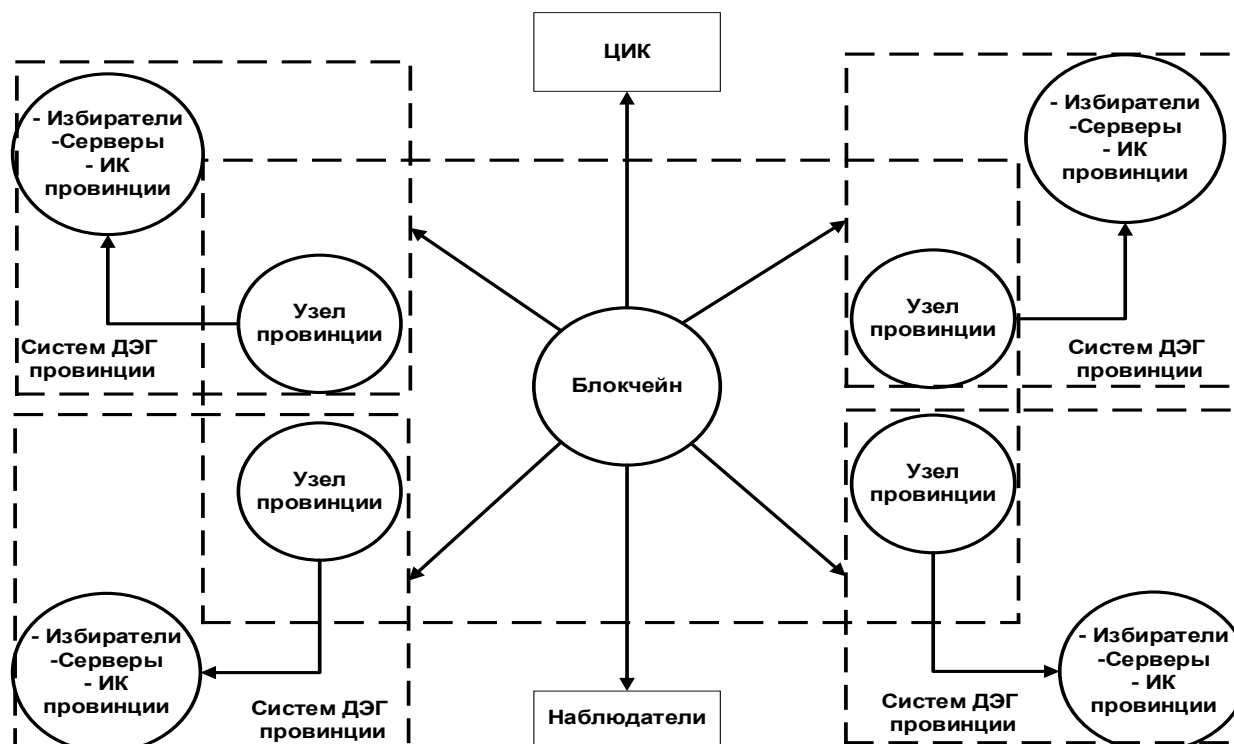 ЦИК
- Избиратели
-Серверы
- ИК
провинции
- Избиратели
-Серверы
- ИК
провинции
Узел
провинции
Узел
провинции
Систем ДЭГ
провинции
Систем ДЭГ
провинции
Блокчейн
Узел
провинции
Узел
провинции
- Избиратели
-Серверы
- ИК
провинции
- Избиратели
-Серверы
- ИК
провинции
Систем ДЭГ
провинции
Наблюдатели
Систем ДЭГ
провинции